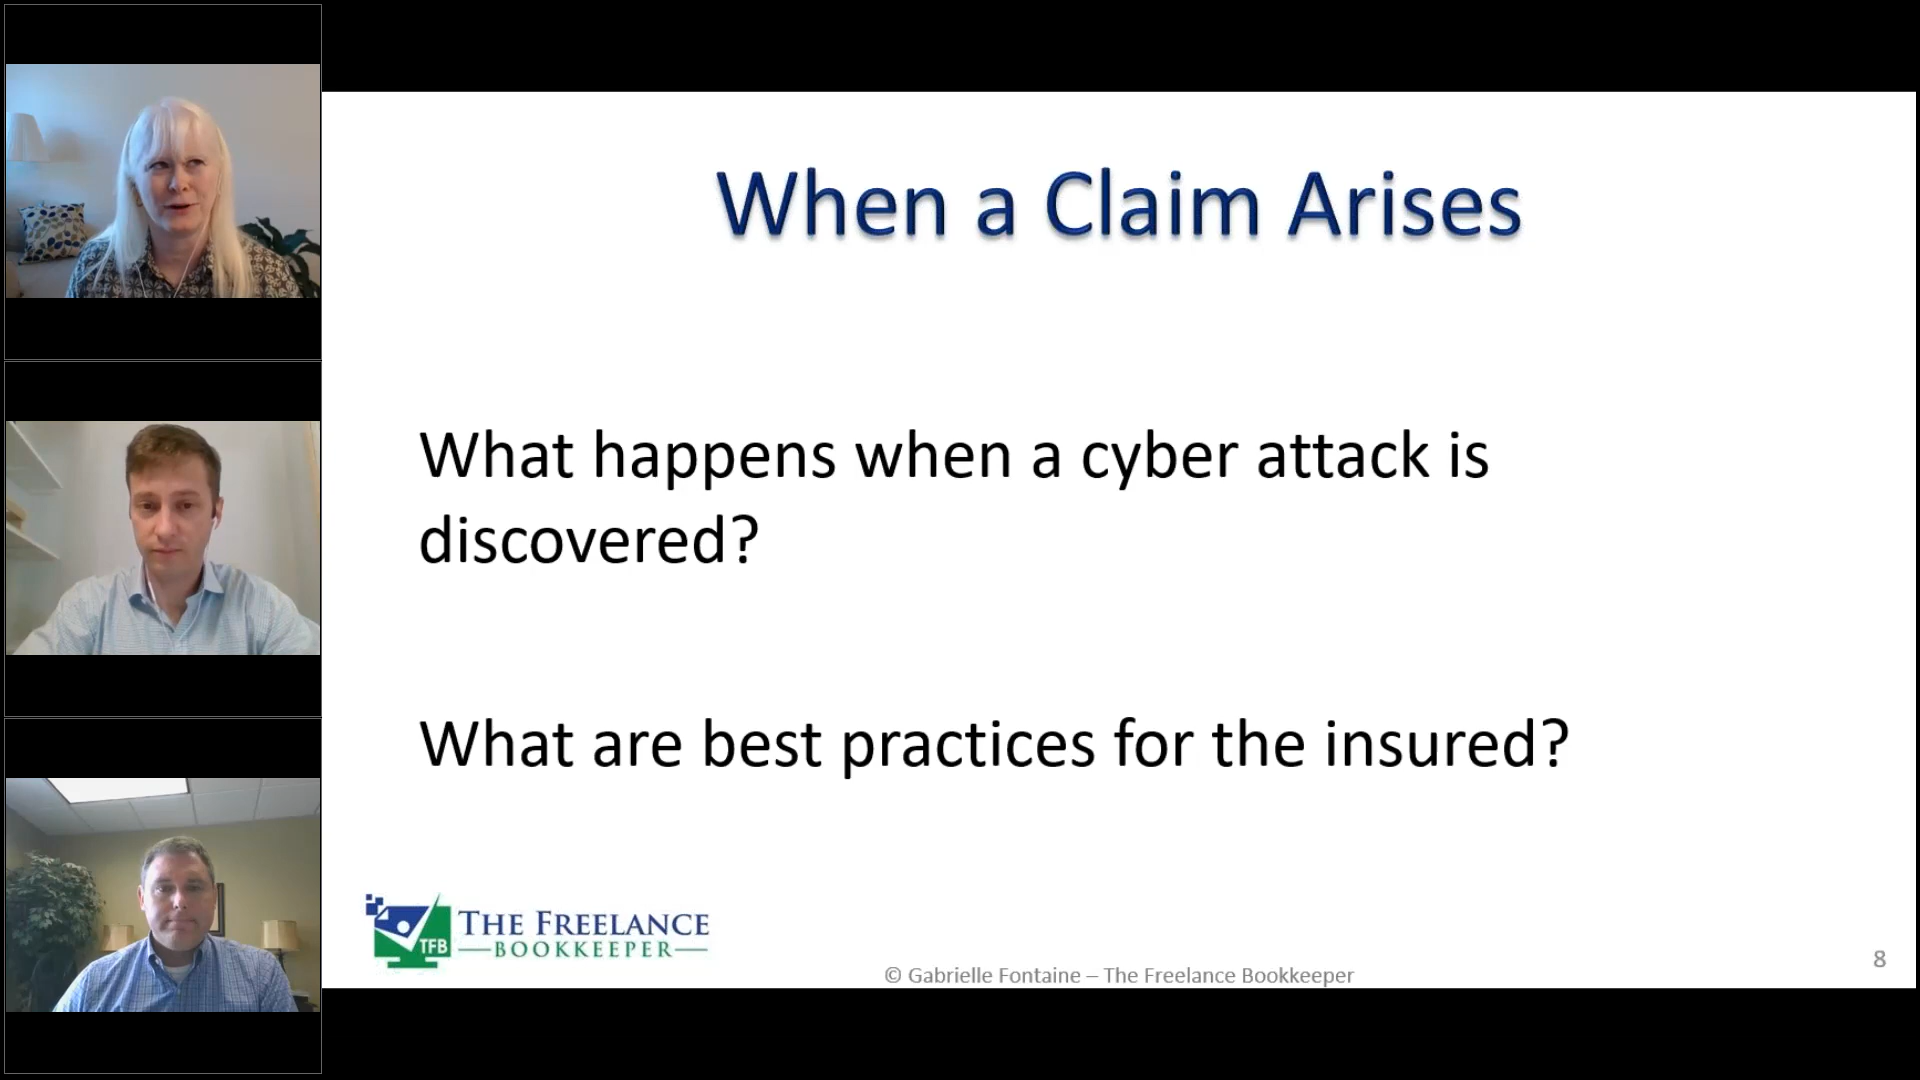 When a Claim Arises
What happens when a cyber attack is
discovered?
What are best practices for the insured?
TFB
THE FREELANCE
BOOKKEEPER
© Gabrielle Fontaine – The Freelance Bookkeeper
8